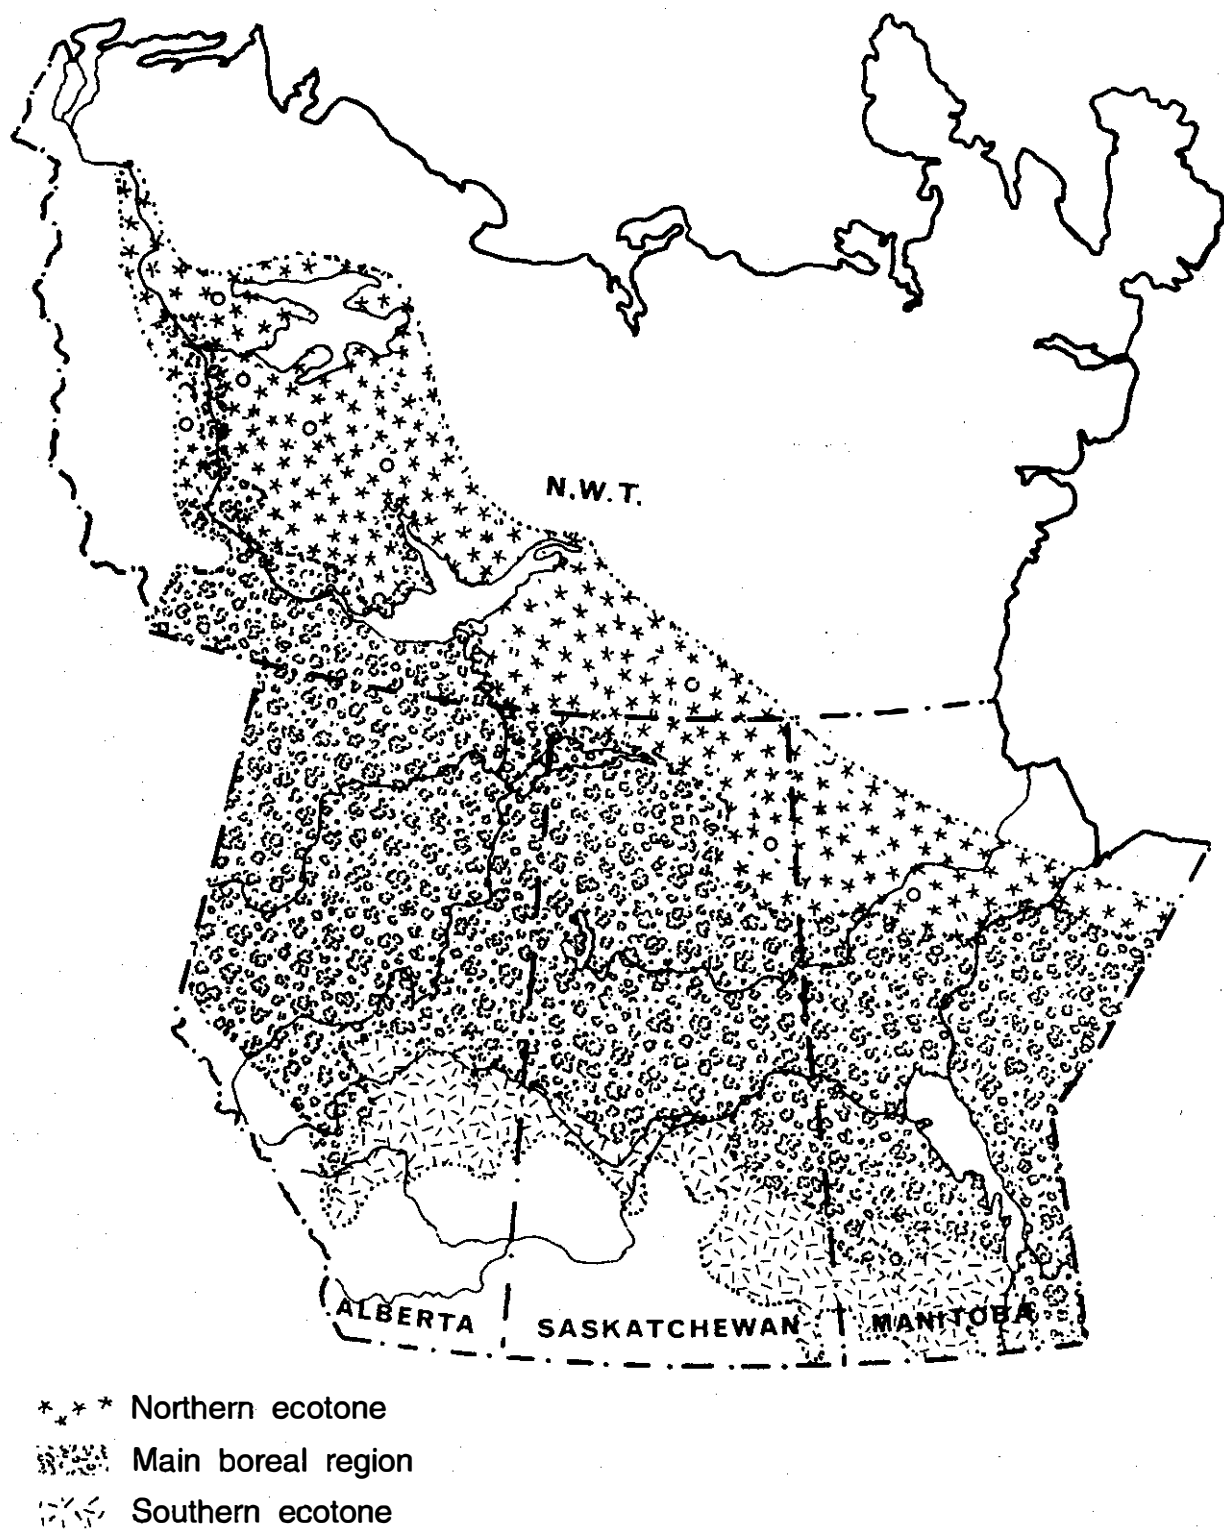 N.W.T.
ALBERTA
SASKATCHEWAN
MANITOBA
Northern ecotone
Main boreal region
Southern ecotone